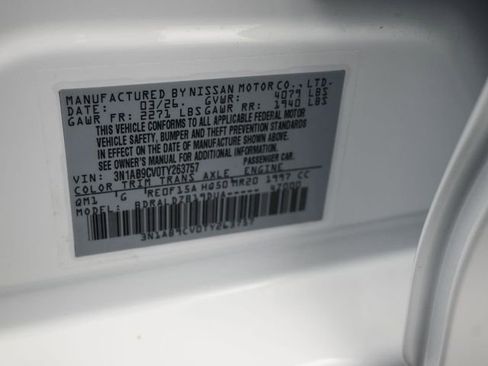 MANUFACTURED BY NISSAN MOTOR CO., LTD.
DATE: 03/26. GVWR: 4079 LBS
GAWR FR: 2271 LBS GAWR RR: 1940 LBS
THIS VEHICLE CONFORMS TO ALL APPLICABLE FEDERAL MOTOR
VEHICLE SAFETY, BUMPER AND THEFT PREVENTION STANDARDS
IN EFFECT ON THE DATE OF MANUFACTURE SHOWN ABOVE.
SEE OWNER'S MANUAL FOR MORE INFORMATION
VIN: 3N1AB9CV0TY263757 PASSENGER CAR
COLOR TRIM TRANS AXLE ENGINE
QM1 G RE0F15A HQ50 MR20 1997 CC
MODEL: 
3N1AB9CV0TY263757